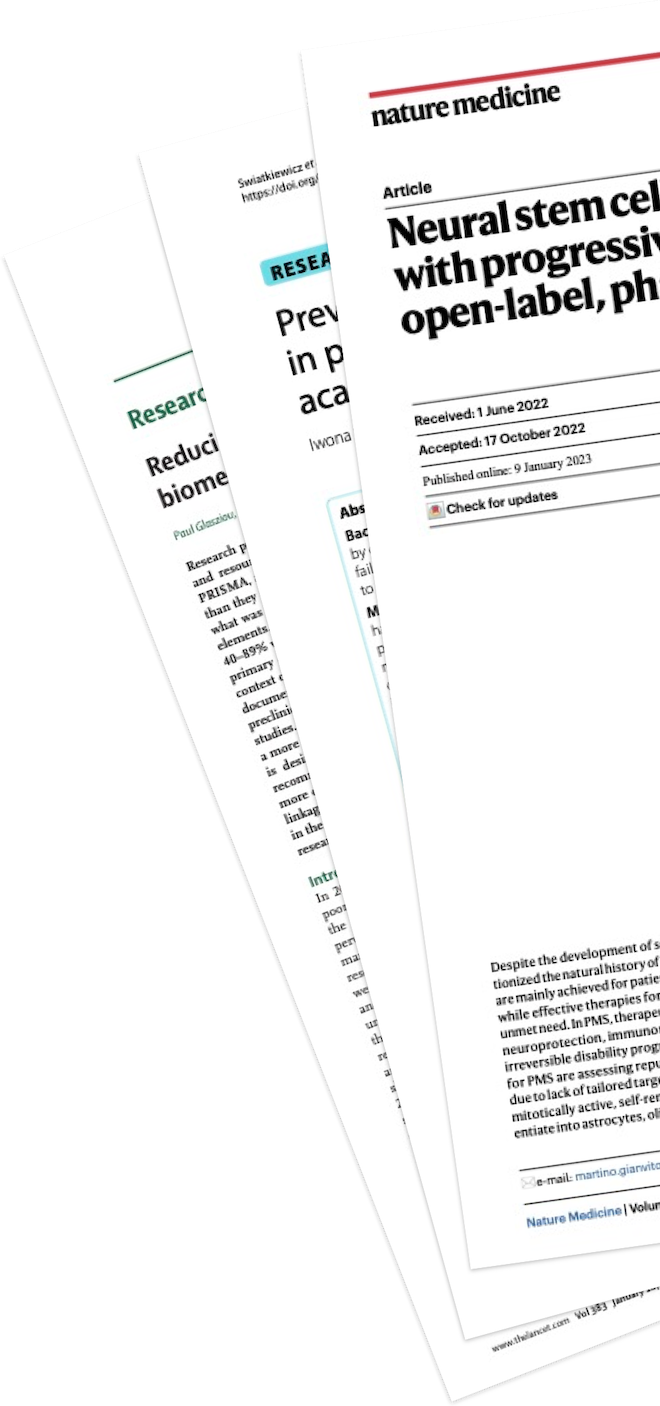 nature medicine
Article
Neural stem cel
with progressiv
open-label, ph
Received: 1 June 2022
Accepted: 17 October 2022
Published online: 9 January 2023
Check for updates
Despite the development of s
tionized the natural history of
are mainly achieved for patie
while effective therapies for
unmet need. In PMS, therape
neuroprotection, immuno
irreversible disability prog
for PMS are assessing repu
due to lack of tailored targ
mitotically active, self-ren
entiate into astrocytes, oli
e-mail: martino.gianvito
Nature Medicine | Volum
Swiatkiewicz et
https://doi.org/
RESEA
Prev
in p
aca
Iwona
Abs
Bac
by
fail
to
M
h
p
Researc
Reduci
biome
Paul Glasziou,
Research p
and resour
PRISMA,
than they
what was
elements
40–89%
primary
context
docume
preclini
studies.
a more
is desi
recom
more
linkag
in the
resear
Intro
In 20
poor
the
per
ma
res
we
an
ur
th
re
a
www.thelancet.com Vol 383 January